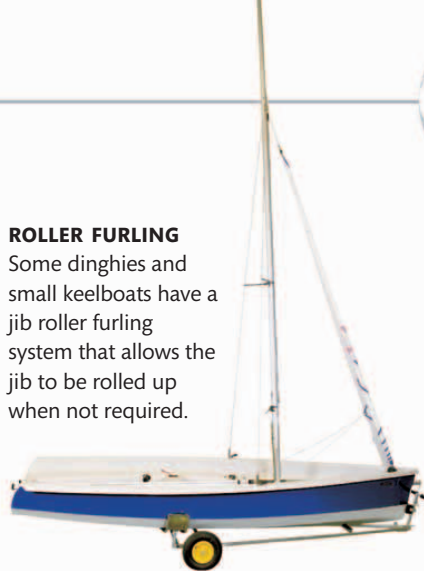 ROLLER FURLING
Some dinghies and
small keelboats have a
jib roller furling
system that allows the
jib to be rolled up
when not required.